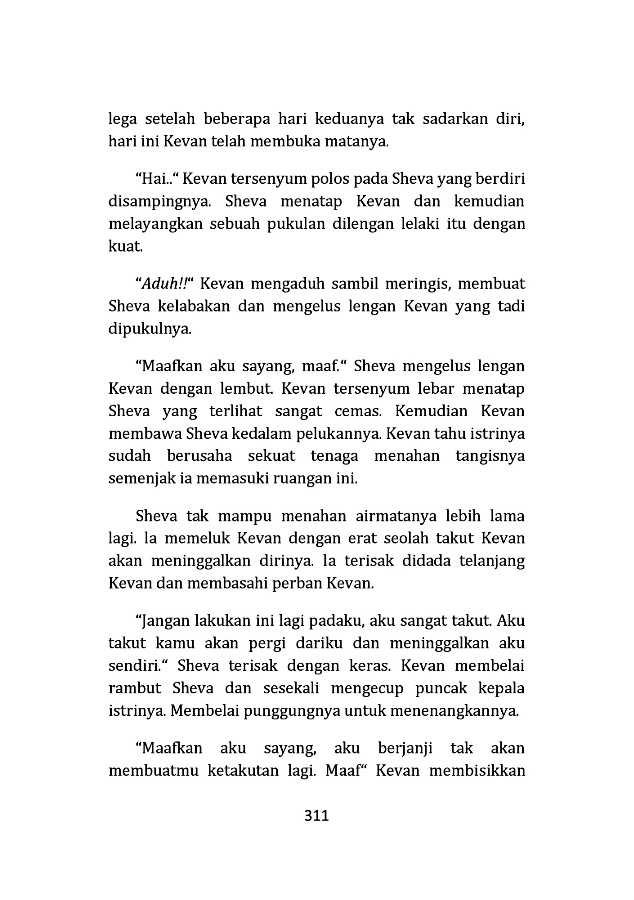 lega setelah beberapa hari keduanya tak sadarkan diri,
hari ini Kevan telah membuka matanya.
“Hai..“ Kevan tersenyum polos pada Sheva yang berdiri
disampingnya. Sheva menatap Kevan dan kemudian
melayangkan sebuah pukulan dilengan lelaki itu dengan
kuat.
“Aduh!!“ Kevan mengaduh sambil meringis, membuat
Sheva kelabakan dan mengelus lengan Kevan yang tadi
dipukulnya.
“Maafkan aku sayang, maaf.“ Sheva mengelus lengan
Kevan dengan lembut. Kevan tersenyum lebar menatap
Sheva yang terlihat sangat cemas. Kemudian Kevan
membawa Sheva kedalam pelukannya. Kevan tahu istrinya
sudah berusaha sekuat tenaga menahan tangisnya
semenjak ia memasuki ruangan ini.
Sheva tak mampu menahan airmatanya lebih lama
lagi. Ia memeluk Kevan dengan erat seolah takut Kevan
akan meninggalkan dirinya. Ia terisak didada telanjang
Kevan dan membasahi perban Kevan.
“Jangan lakukan ini lagi padaku, aku sangat takut. Aku
takut kamu akan pergi dariku dan meninggalkan aku
sendiri.“ Sheva terisak dengan keras. Kevan membelai
rambut Sheva dan sesekali mengecup puncak kepala
istrinya. Membelai punggungnya untuk menenangkannya.
“Maafkan aku sayang, aku berjanji tak akan
membuatmu ketakutan lagi. Maaf“ Kevan membisikkan
311